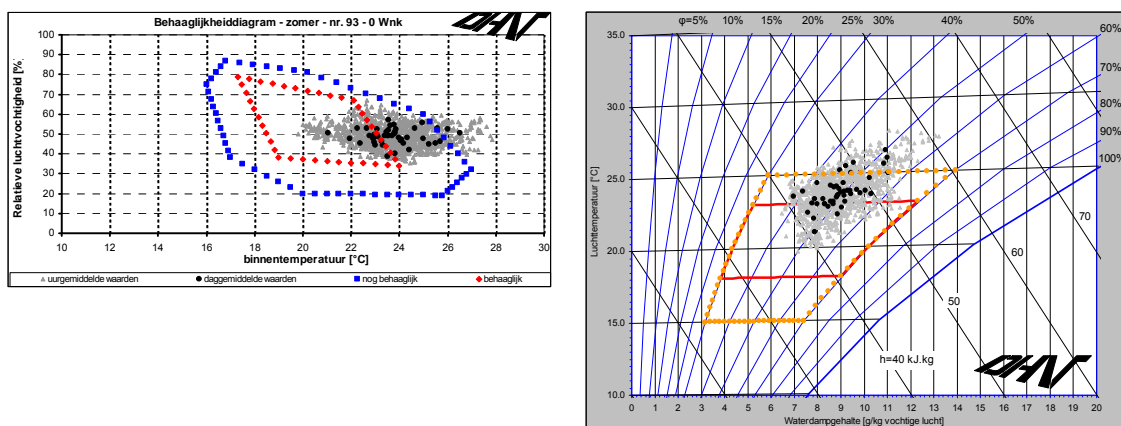 Behaaglijkheiddiagram - zomer - nr. 93 - 0 Wnk
DHV
Relatieve luchtvochtigheid [%]
100
90
80
70
60
50
40
30
20
10
0
10 12 14 16 18 20 22 24 26 28 30
binnentemperatuur [°C]
uurgemiddelde waarden daggemiddelde waarden nog behaaglijk behaaglijk
φ=5% 10% 15% 20% 25% 30% 40% 50%
60%
70%
80%
90%
100%
Luchttemperatuur [°C]
35.0
30.0
25.0
20.0
15.0
10.0
70
60
50
h=40 kJ.kg
DHV
0 1 2 3 4 5 6 7 8 9 10 11 12 13 14 15 16 17 18 19 20
Waterdampgehalte [g/kg vochtige lucht]